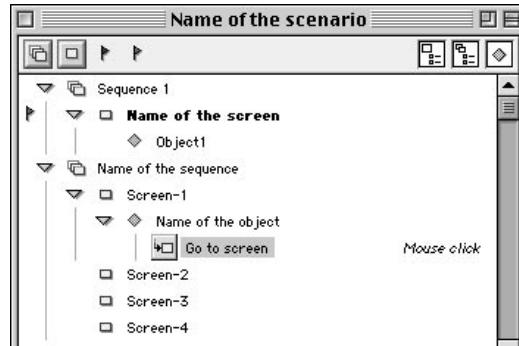 Name of the scenario
Sequence 1
Name of the screen
Object1
Name of the sequence
Screen-1
Name of the object
Go to screen Mouse click
Screen-2
Screen-3
Screen-4